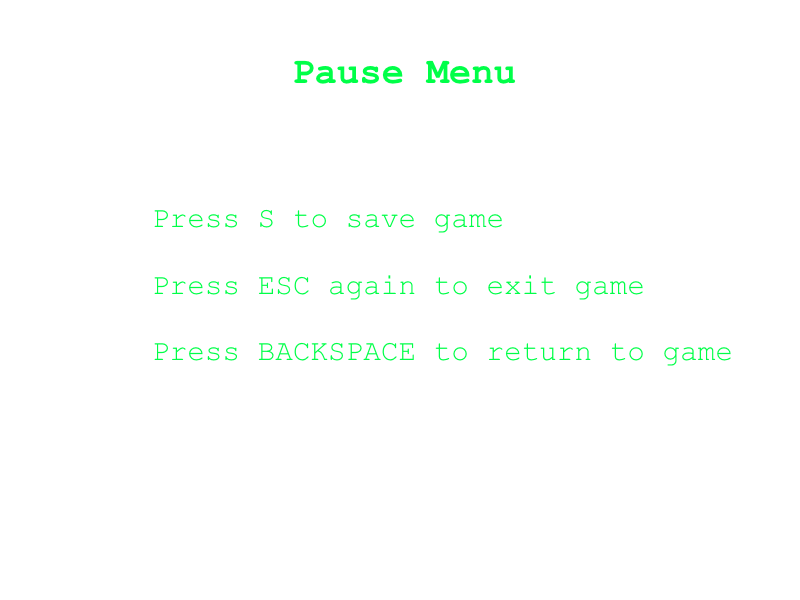 Pause Menu
Press S to save game
Press ESC again to exit game
Press BACKSPACE to return to game